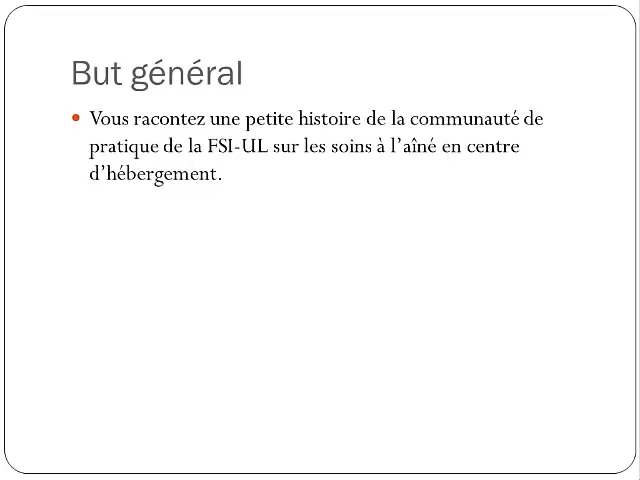 But général
Vous racontez une petite histoire de la communauté de
pratique de la FSI-UL sur les soins à l’aîné en centre
d’hébergement.